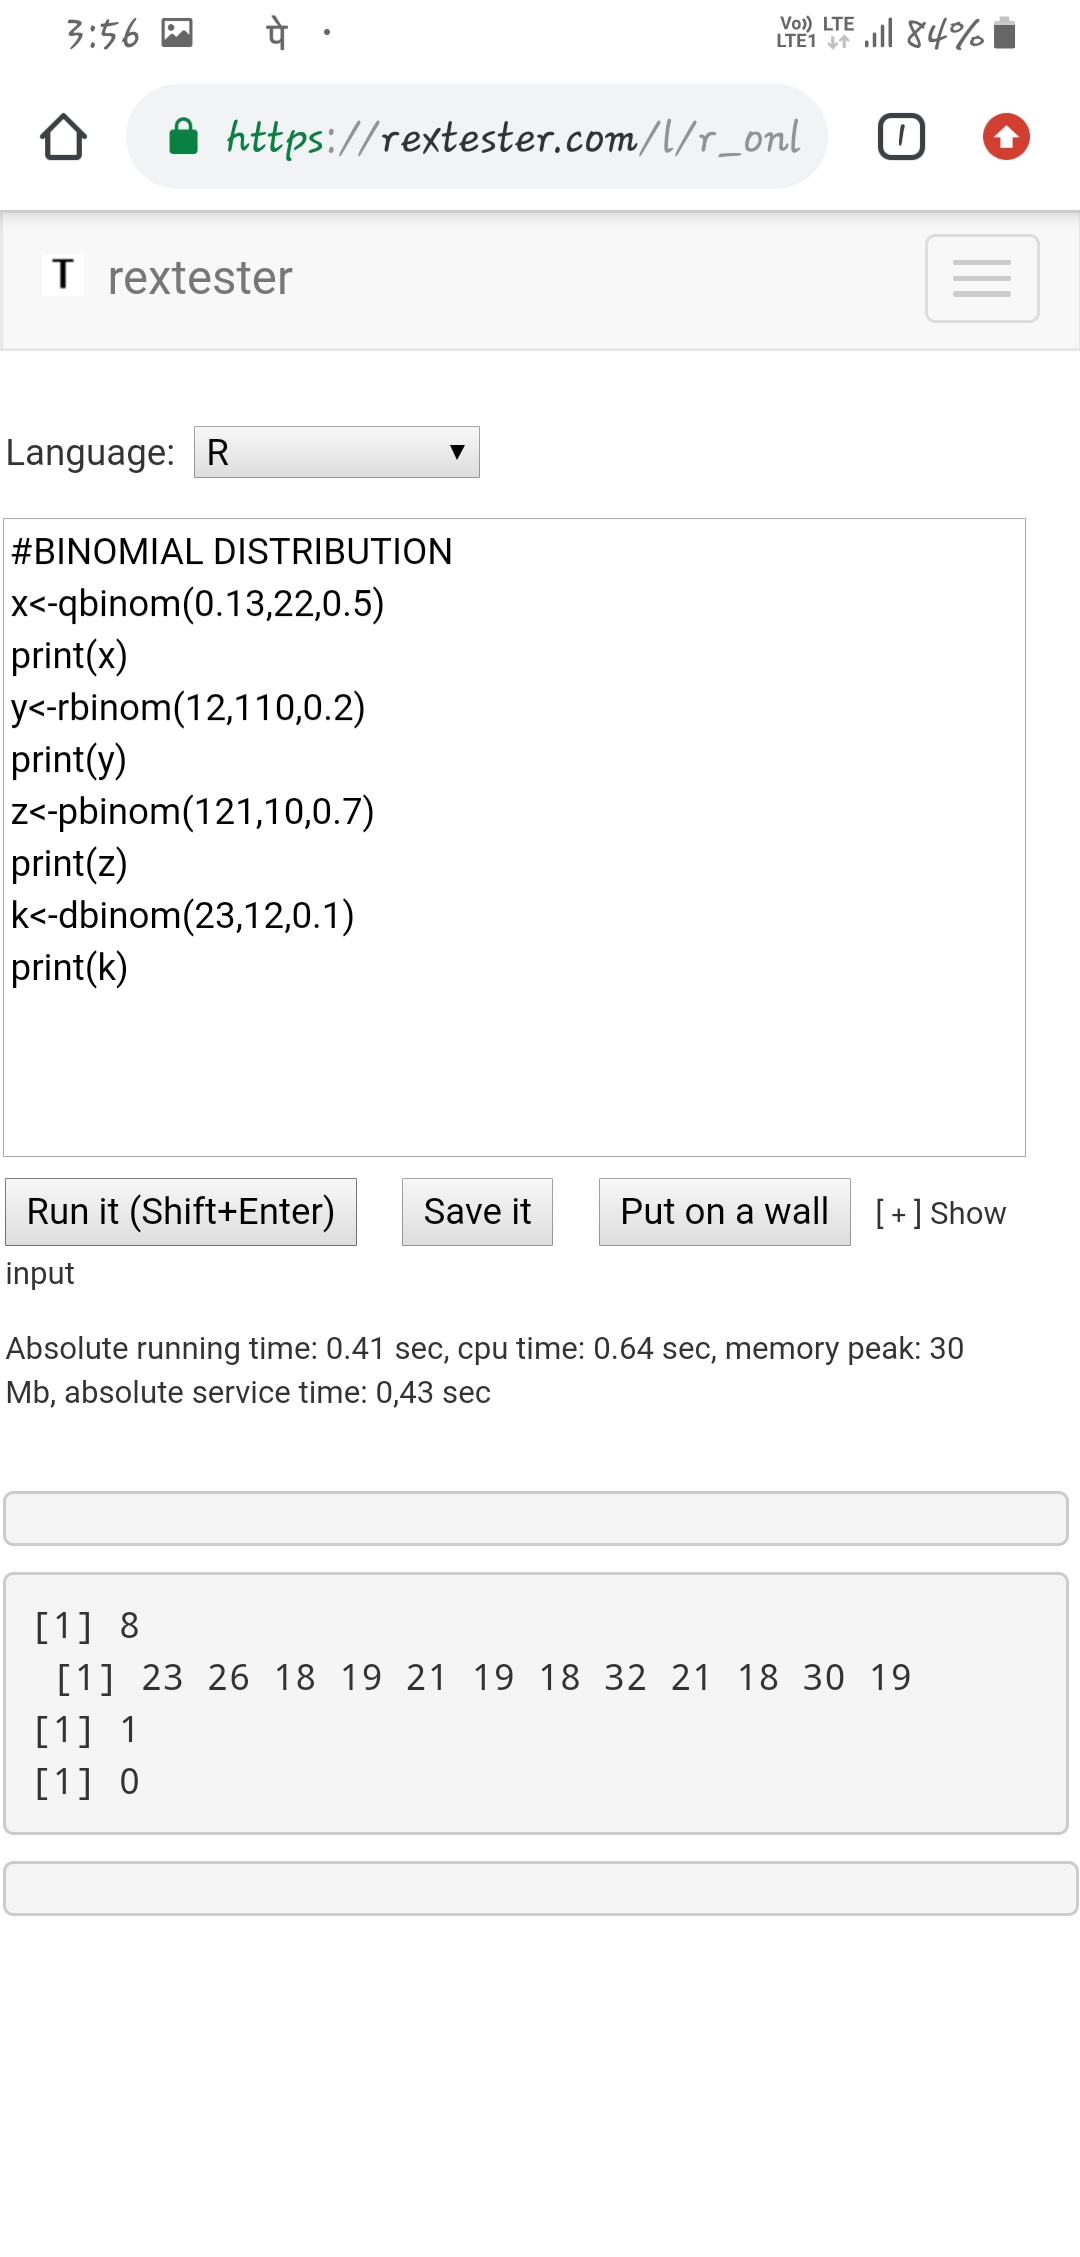 3:56 पे • Vo)) LTE LTE1 84%
https://rextester.com/l/r_onl 1
T rextester
Language: R
#BINOMIAL DISTRIBUTION
x<-qbinom(0.13,22,0.5)
print(x)
y<-rbinom(12,110,0.2)
print(y)
z<-pbinom(121,10,0.7)
print(z)
k<-dbinom(23,12,0.1)
print(k)
Run it (Shift+Enter) Save it Put on a wall [ + ] Show
input
Absolute running time: 0.41 sec, cpu time: 0.64 sec, memory peak: 30
Mb, absolute service time: 0,43 sec
[1] 8
[1] 23 26 18 19 21 19 18 32 21 18 30 19
[1] 1
[1] 0